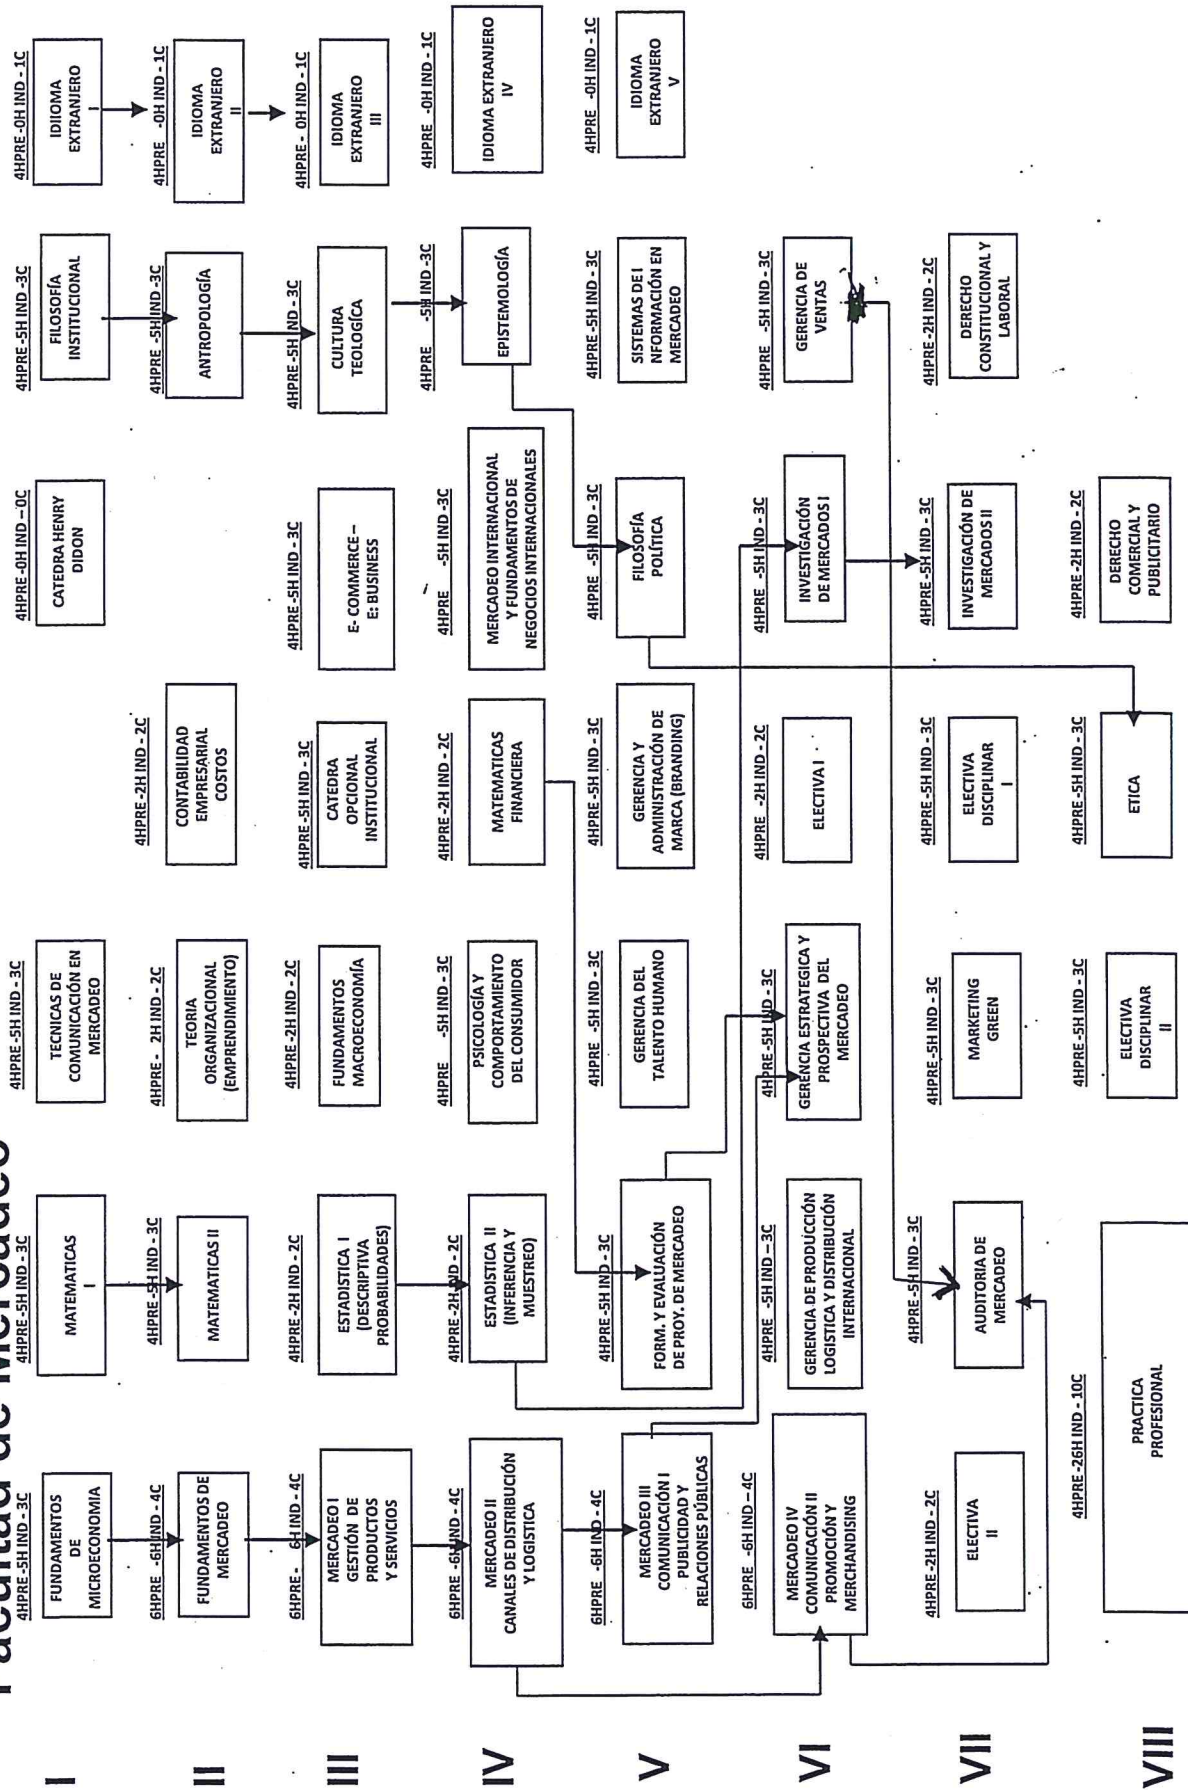 Facultad de Mercadeo
I
4HPRE-5H IND - 3C
FUNDAMENTOS
DE
MICROECONOMIA
4HPRE-5H IND - 3C
MATEMATICAS
I
4HPRE-5H IND - 3C
TECNICAS DE
COMUNICACIÓN EN
MERCADEO
4HPRE-0H IND – 0C
CATEDRA HENRY
DIDON
4HPRE -5H IND -3C
FILOSOFÍA
INSTITUCIONAL
4HPRE-0H IND - 1C
IDIIOMA
EXTRANJERO
I
II
6HPRE -6H IND - 4C
FUNDAMENTOS DE
MERCADEO
4HPRE-5H IND - 3C
MATEMATICAS II
4HPRE - 2H IND - 2C
TEORIA
ORGANIZACIONAL
(EMPRENDIMIENTO)
4HPRE -2H IND - 2C
CONTABILIDAD
EMPRESARIAL
COSTOS
4HPRE -5H IND -3C
ANTROPOLOGÍA
4HPRE -0H IND - 1C
IDIOMA
EXTRANJERO
II
III
6HPRE - 6H IND - 4C
MERCADEO I
GESTIÓN DE
PRODUCTOS
Y SERVICIOS
4HPRE-2H IND - 2C
ESTADISTICA I
(DESCRIPTIVA
PROBABILIDADES)
4HPRE-2H IND - 2C
FUNDAMENTOS
MACROECONOMÍA
4HPRE-5H IND - 3C
CATEDRA
OPCIONAL
INSTITUCIONAL
4HPRE-5H IND - 3C
E- COMMERCE –
E: BUSINESS
4HPRE-5H IND - 3C
CULTURA
TEOLOGÍCA
4HPRE - 0H IND - 1C
IDIOMA
EXTRANJERO
III
IV
6HPRE -6H IND - 4C
MERCADEO II
CANALES DE DISTRIBUCIÓN
Y LOGISTICA
4HPRE-2H IND - 2C
ESTADISTICA II
(INFERENCIA Y
MUESTREO)
4HPRE -5H IND - 3C
PSICOLOGÍA Y
COMPORTAMIENTO
DEL CONSUMIDOR
4HPRE-2H IND - 2C
MATEMATICAS
FINANCIERA
4HPRE -5H IND -3C
MERCADEO INTERNACIONAL
Y FUNDAMENTOS DE
NEGOCIOS INTERNACIONALES
4HPRE -5H IND -3C
EPISTEMOLOGÍA
4HPRE -0H IND - 1C
IDIOMA EXTRANJERO
IV
V
6HPRE -6H IND - 4C
MERCADEO III
COMUNICACIÓN I
PUBLICIDAD Y
RELACIONES PÚBLICAS
4HPRE-5H IND - 3C
FORM. Y EVALUACIÓN
DE PROY. DE MERCADEO
4HPRE -5H IND - 3C
GERENCIA DEL
TALENTO HUMANO
4HPRE-5H IND - 3C
GERENCIA Y
ADMINISTRACIÓN DE
MARCA (BRANDING)
4HPRE -5H IND - 3C
FILOSOFÍA
POLÍTICA
4HPRE-5H IND - 3C
SISTEMAS DE I
NFORMACIÓN EN
MERCADEO
4HPRE -0H IND - 1C
IDIOMA
EXTRANJERO
V
VI
6HPRE -6H IND – 4C
MERCADEO IV
COMUNICACIÓN II
PROMOCIÓN Y
MERCHANDISING
4HPRE -5H IND – 3C
GERENCIA DE PRODUCCIÓN
LOGISTICA Y DISTRIBUCIÓN
INTERNACIONAL
4HPRE-5H IND - 3C
GERENCIA ESTRATEGICA Y
PROSPECTIVA DEL
MERCADEO
4HPRE -2H IND - 2C
ELECTIVA I
4HPRE -5H IND - 3C
INVESTIGACIÓN
DE MERCADOS I
4HPRE -5H IND - 3C
GERENCIA DE
VENTAS
VII
4HPRE-2H IND - 2C
ELECTIVA
II
4HPRE-5H IND - 3C
AUDITORIA DE
MERCADEO
4HPRE-5H IND - 3C
MARKETING
GREEN
4HPRE-5H IND - 3C
ELECTIVA
DISCIPLINAR
I
4HPRE-5H IND - 3C
INVESTIGACIÓN DE
MERCADOS II
4HPRE-2H IND - 2C
DERECHO
CONSTITUCIONAL Y
LABORAL
VIII
4HPRE-26H IND - 10C
PRACTICA
PROFESIONAL
4HPRE-5H IND - 3C
ELECTIVA
DISCIPLINAR
II
4HPRE-5H IND - 3C
ETICA
4HPRE-2H IND - 2C
DERECHO
COMERCIAL Y
PUBLICITARIO